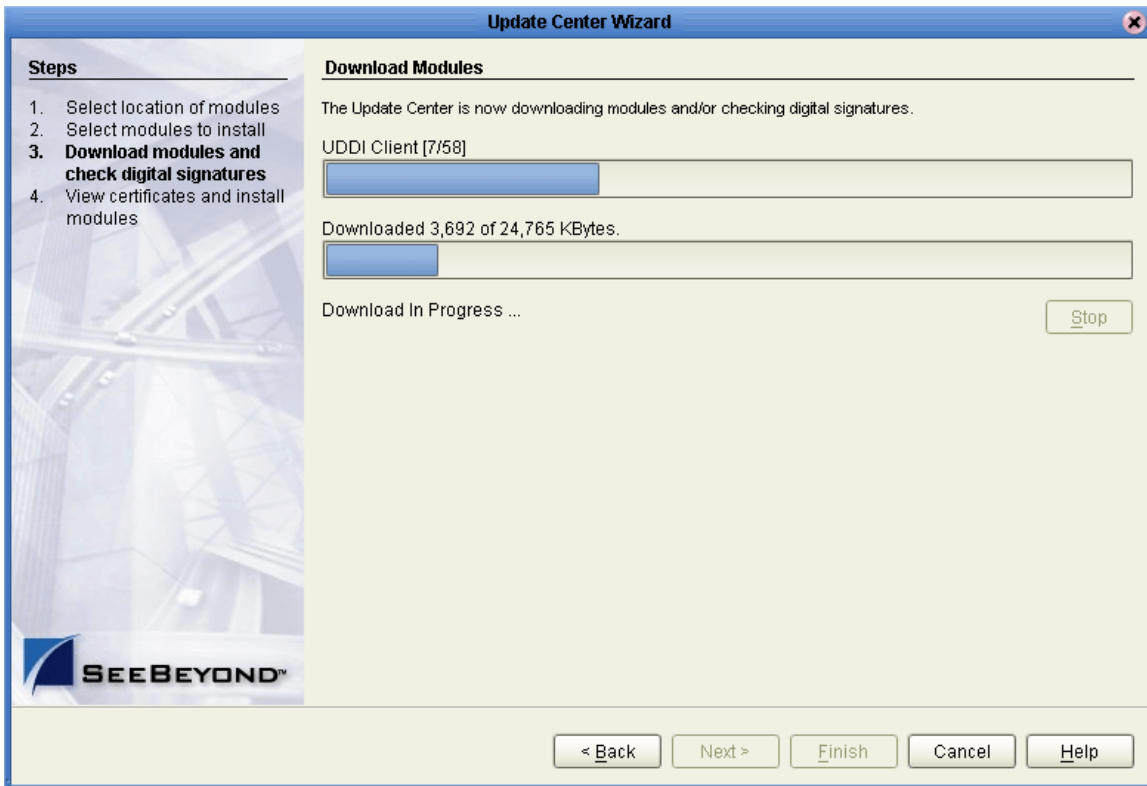 Update Center Wizard
Steps
1. Select location of modules
2. Select modules to install
3. Download modules and
check digital signatures
4. View certificates and install
modules
SEEBEYOND™
Download Modules
The Update Center is now downloading modules and/or checking digital signatures.
UDDI Client [7/58]
Downloaded 3,692 of 24,765 KBytes.
Download In Progress ...
Stop
< Back
Next >
Finish
Cancel
Help